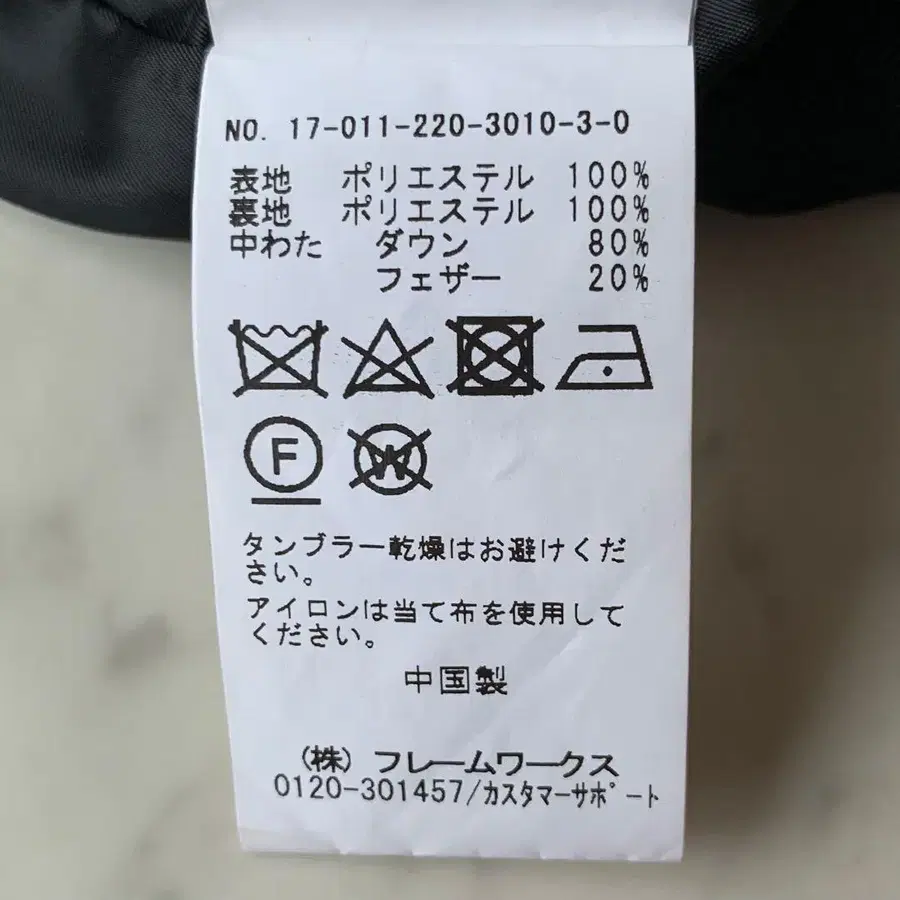 NO. 17-011-220-3010-3-0
表地 ポリエステル 100%
裏地 ポリエステル 100%
中わた ダウン 80%
フェザー 20%
F W
タンブラー乾燥はお避けくだ
さい。
アイロンは当て布を使用して
ください。
中国製
(株) フレームワークス
0120-301457/カスタマーサポート